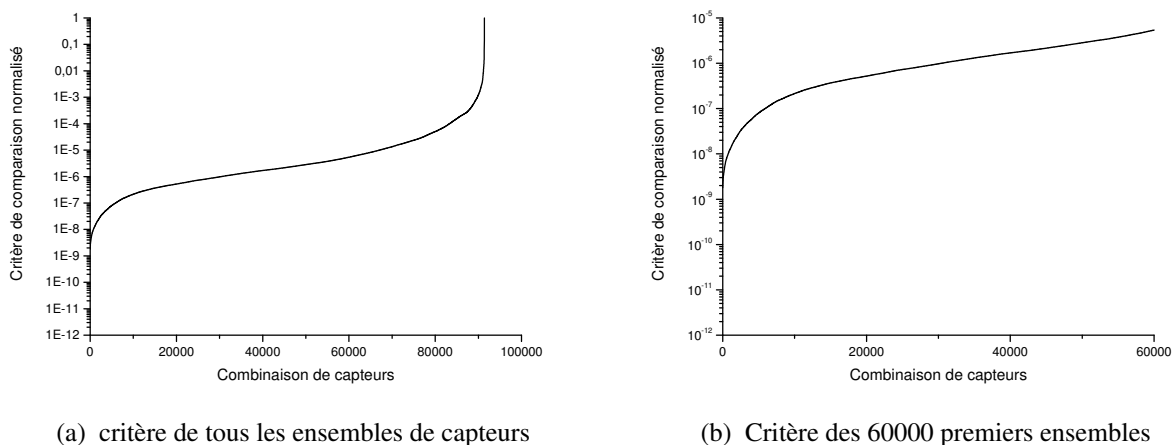 Critère de comparaison normalisé
1
0,1
0,01
1E-3
1E-4
1E-5
1E-6
1E-7
1E-8
1E-9
1E-10
1E-11
1E-12
0 20000 40000 60000 80000 100000
Combinaison de capteurs
(a) critère de tous les ensembles de capteurs
Critère de comparaison normalisé
10⁻⁵
10⁻⁶
10⁻⁷
10⁻⁸
10⁻⁹
10⁻¹⁰
10⁻¹¹
10⁻¹²
0 20000 40000 60000
Combinaison de capteurs
(b) Critère des 60000 premiers ensembles